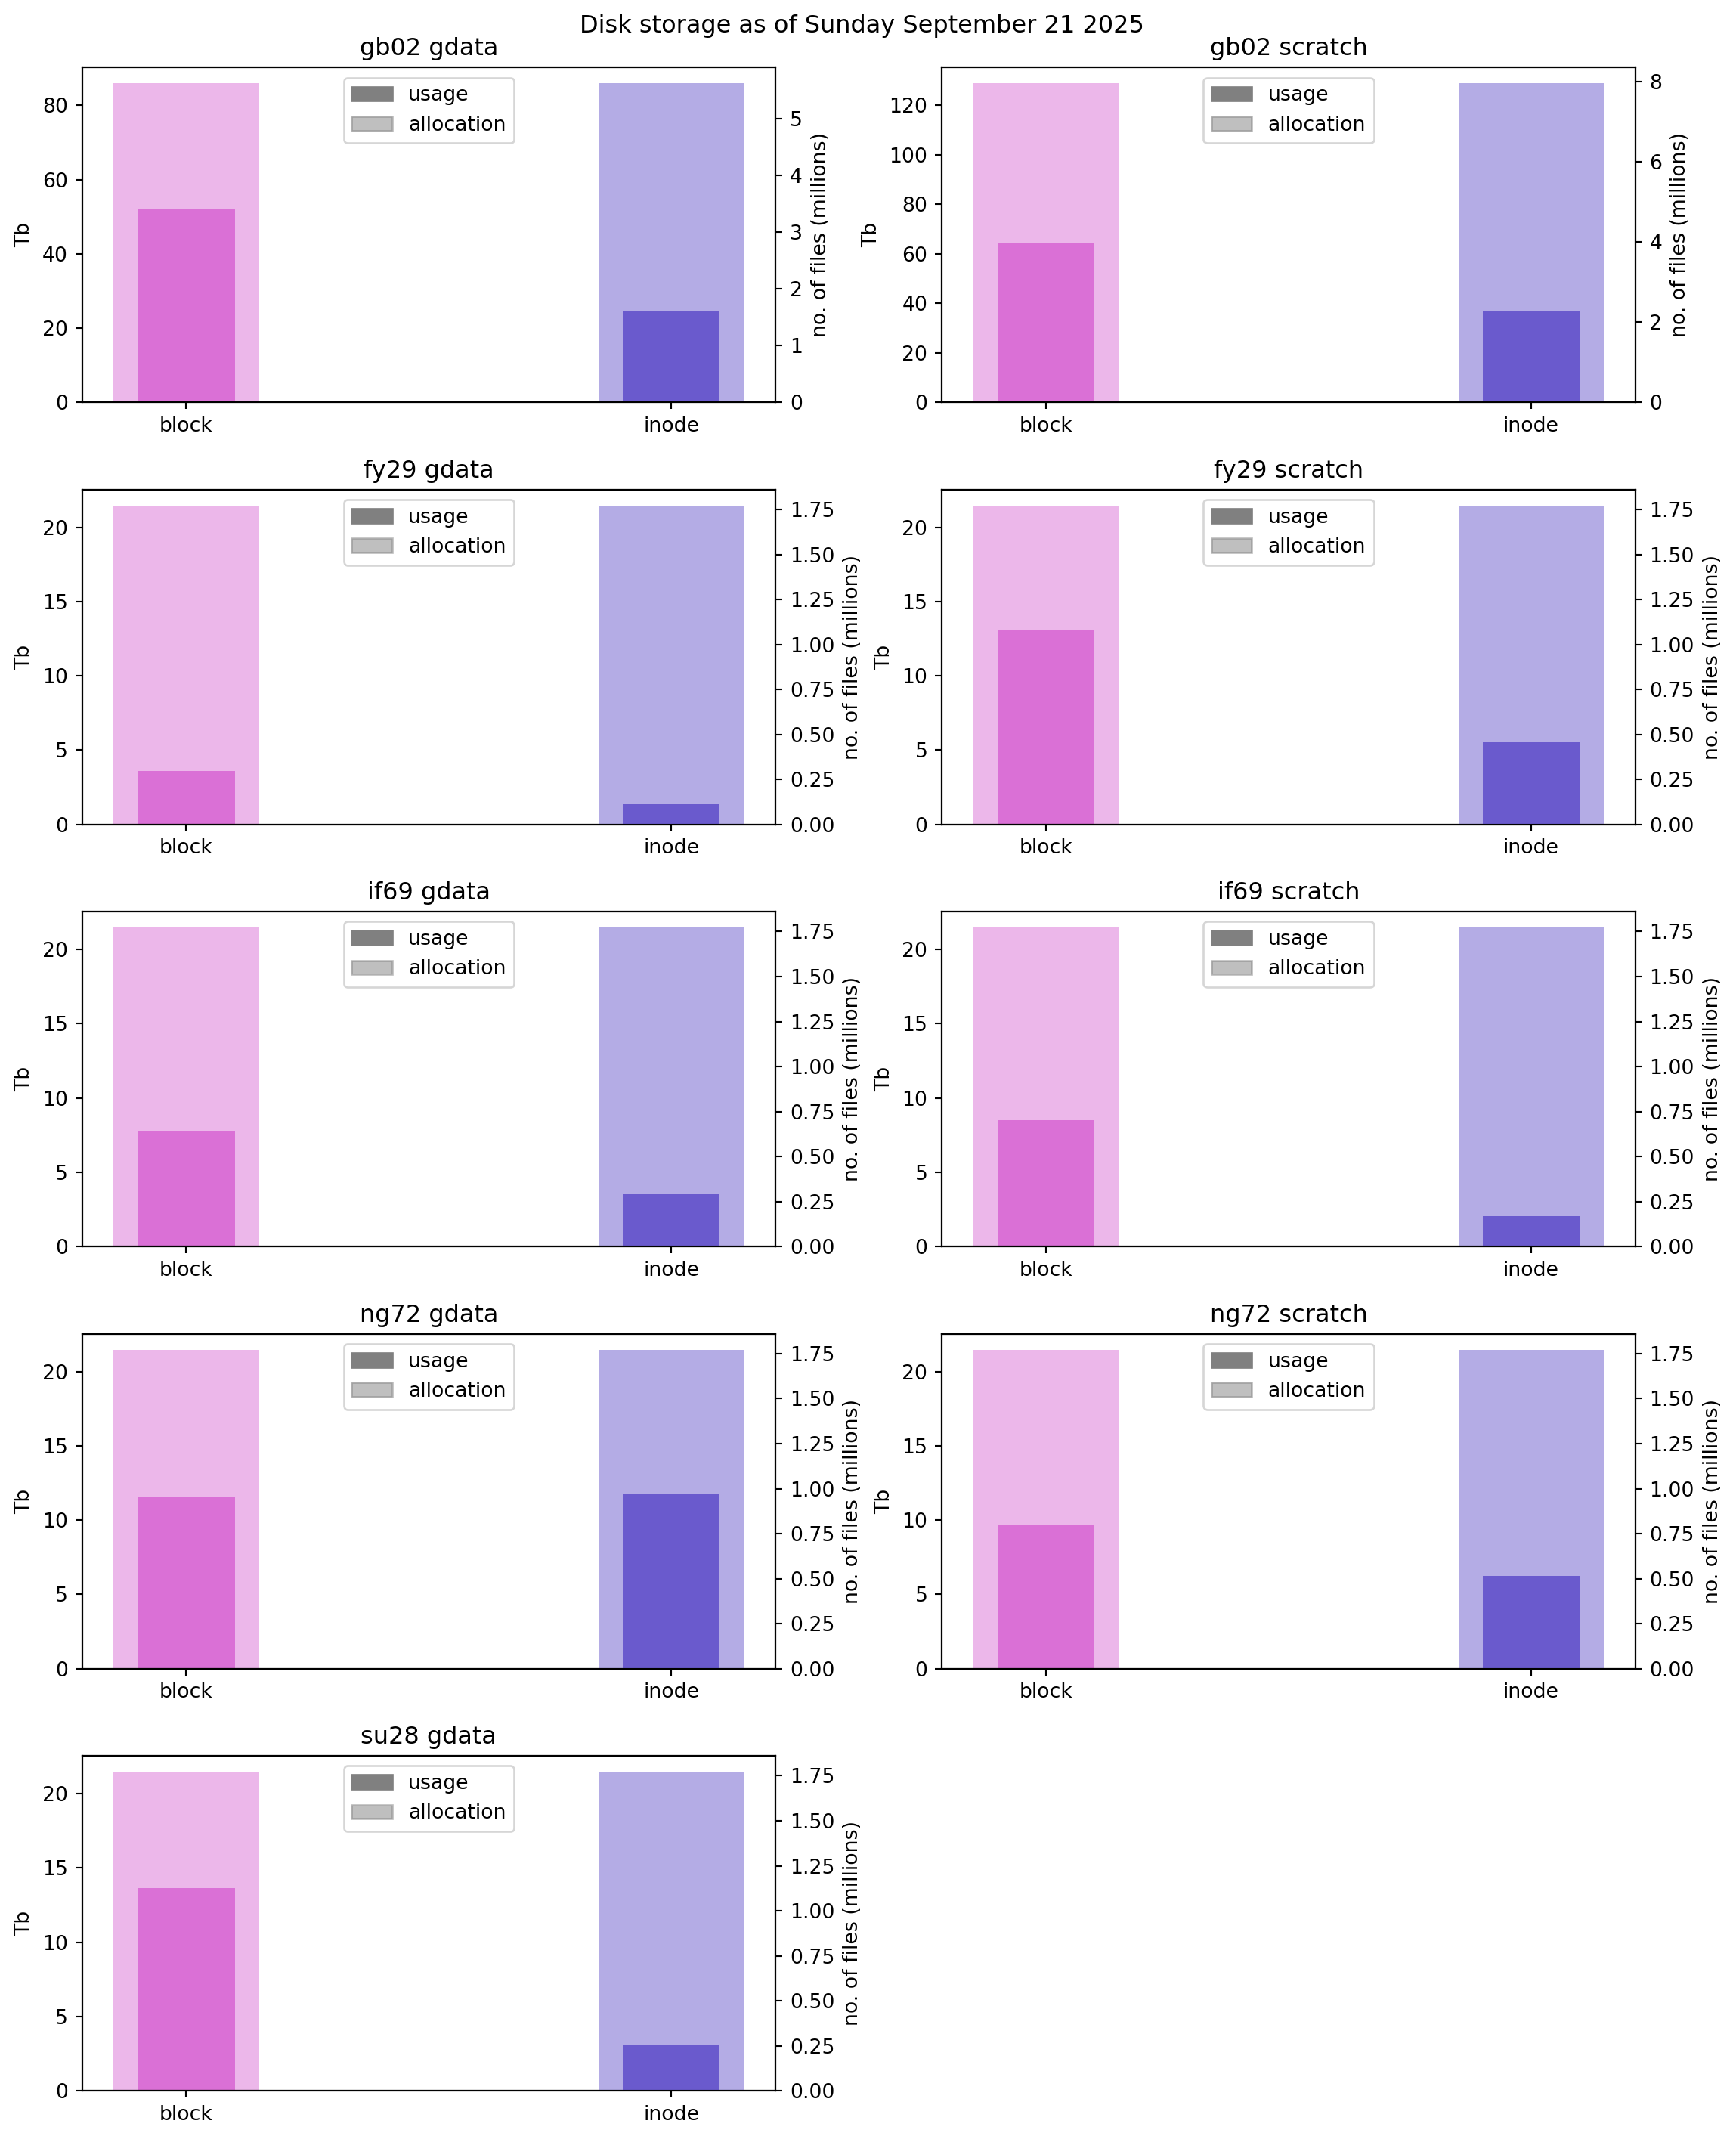 Disk storage as of Sunday September 21 2025
gb02 gdata
usage
allocation
80
60
40
20
0
Tb
5
4
3
2
1
0
no. of files (millions)
block
inode
gb02 scratch
usage
allocation
120
100
80
60
40
20
0
Tb
8
6
4
2
0
no. of files (millions)
block
inode
fy29 gdata
usage
allocation
20
15
10
5
0
Tb
1.75
1.50
1.25
1.00
0.75
0.50
0.25
0.00
no. of files (millions)
block
inode
fy29 scratch
usage
allocation
20
15
10
5
0
Tb
1.75
1.50
1.25
1.00
0.75
0.50
0.25
0.00
no. of files (millions)
block
inode
if69 gdata
usage
allocation
20
15
10
5
0
Tb
1.75
1.50
1.25
1.00
0.75
0.50
0.25
0.00
no. of files (millions)
block
inode
if69 scratch
usage
allocation
20
15
10
5
0
Tb
1.75
1.50
1.25
1.00
0.75
0.50
0.25
0.00
no. of files (millions)
block
inode
ng72 gdata
usage
allocation
20
15
10
5
0
Tb
1.75
1.50
1.25
1.00
0.75
0.50
0.25
0.00
no. of files (millions)
block
inode
ng72 scratch
usage
allocation
20
15
10
5
0
Tb
1.75
1.50
1.25
1.00
0.75
0.50
0.25
0.00
no. of files (millions)
block
inode
su28 gdata
usage
allocation
20
15
10
5
0
Tb
1.75
1.50
1.25
1.00
0.75
0.50
0.25
0.00
no. of files (millions)
block
inode